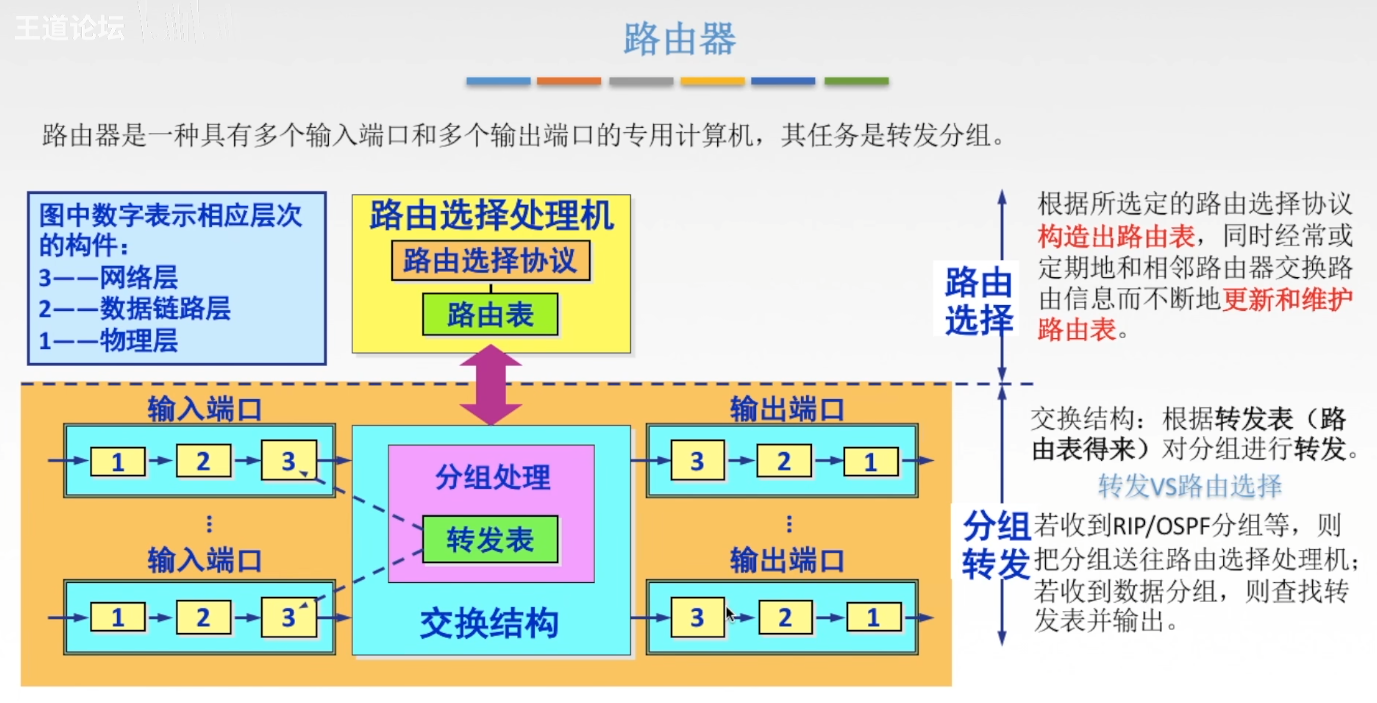 王道论坛
路由器
路由器是一种具有多个输入端口和多个输出端口的专用计算机，其任务是转发分组。
图中数字表示相应层次
的构件：
3——网络层
2——数据链路层
1——物理层
路由选择处理机
路由选择协议
路由表
路由
选择
根据所选定的路由选择协议
构造出路由表，同时经常或
定期地和相邻路由器交换路
由信息而不断地更新和维护
路由表。
输入端口
1 2 3
⋮
输入端口
1 2 3
分组处理
转发表
交换结构
输出端口
3 2 1
⋮
输出端口
3 2 1
分组
转发
交换结构：根据转发表（路
由表得来）对分组进行转发。
转发VS路由选择
若收到RIP/OSPF分组等，则
把分组送往路由选择处理机；
若收到数据分组，则查找转
发表并输出。